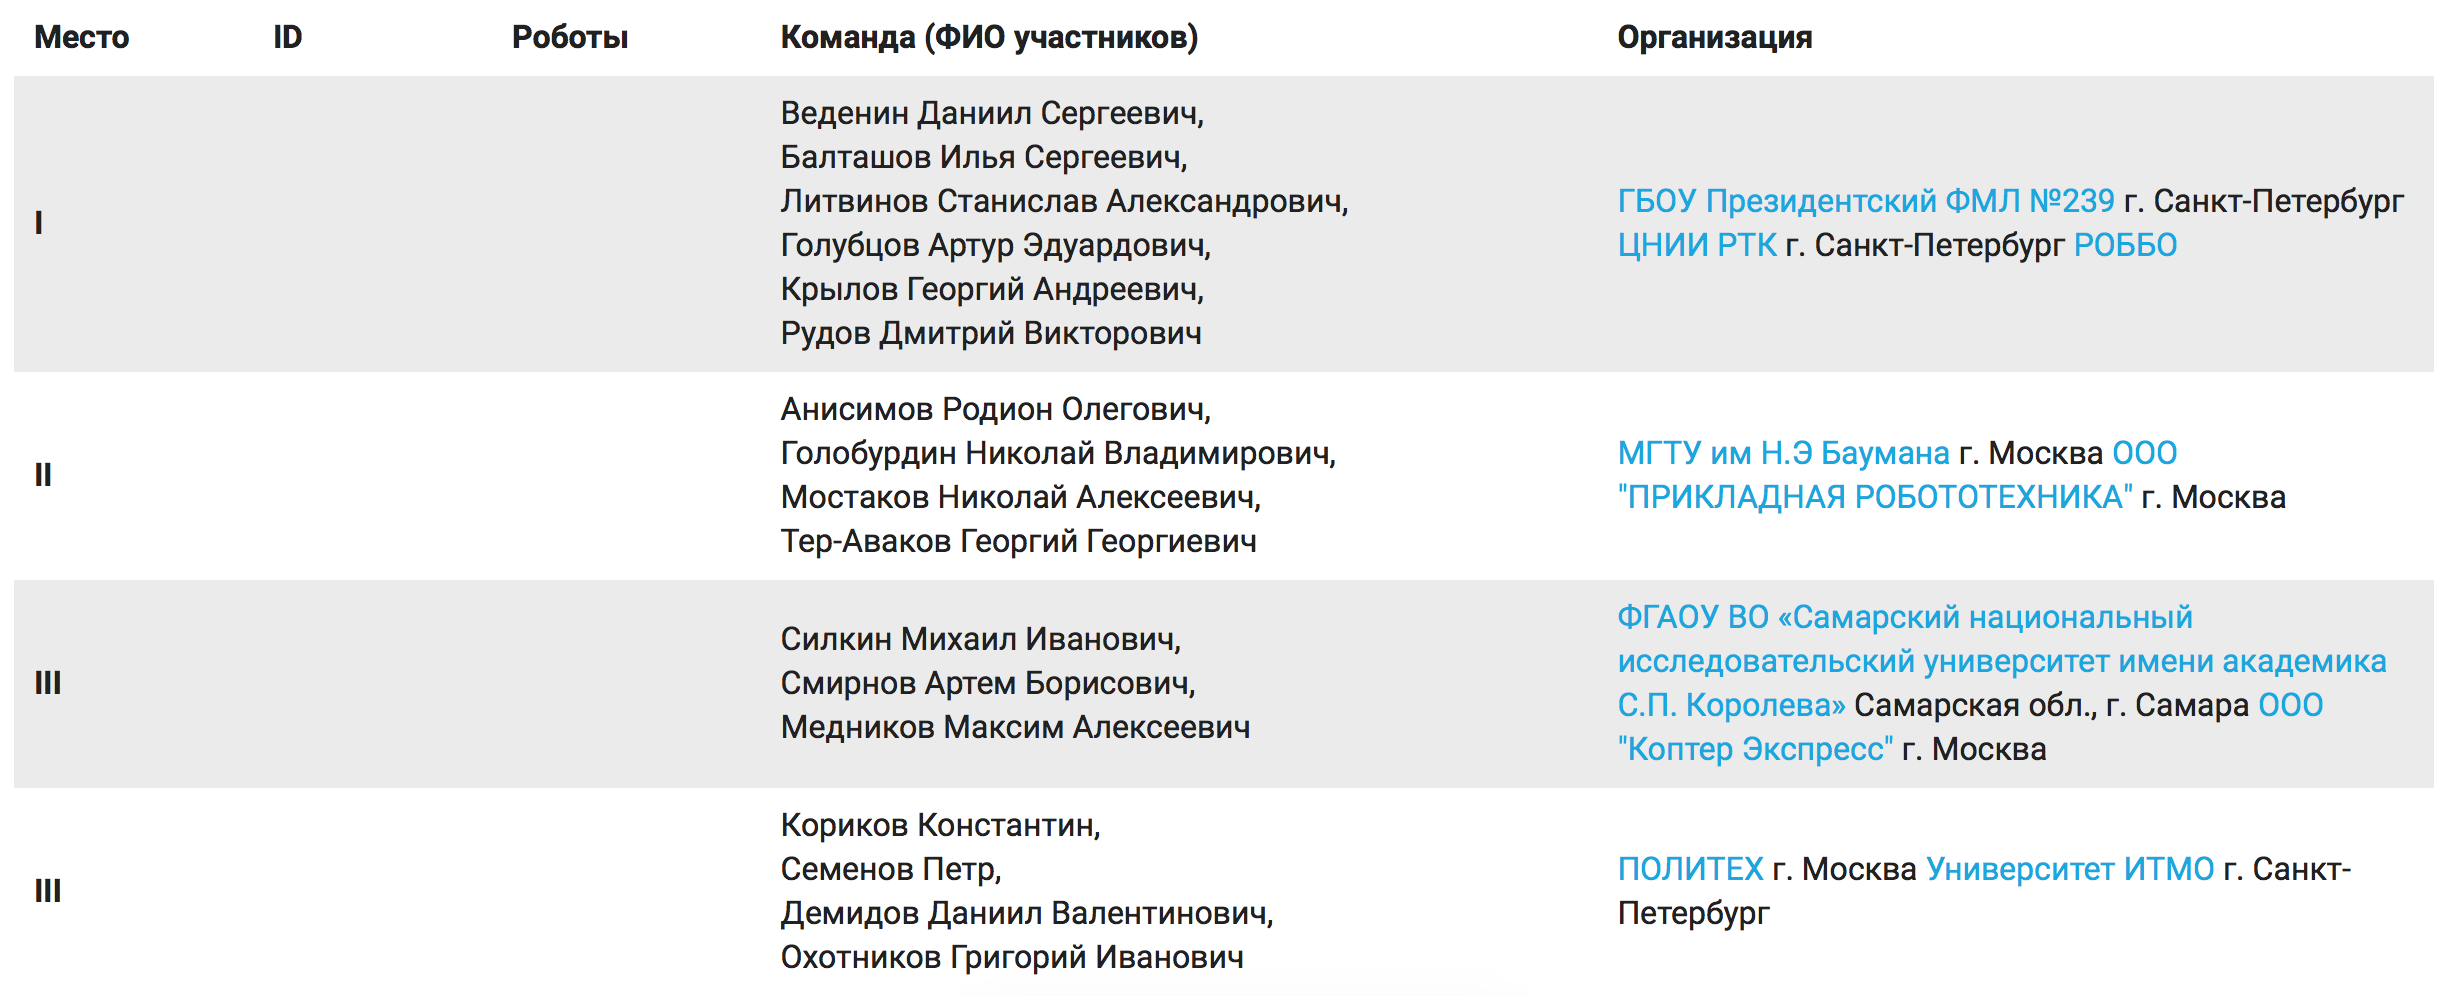 Место ID Роботы Команда (ФИО участников) Организация
I
Веденин Даниил Сергеевич,
Балташов Илья Сергеевич,
Литвинов Станислав Александрович,
Голубцов Артур Эдуардович,
Крылов Георгий Андреевич,
Рудов Дмитрий Викторович
ГБОУ Президентский ФМЛ №239 г. Санкт-Петербург
ЦНИИ РТК г. Санкт-Петербург РОББО
II
Анисимов Родион Олегович,
Голобурдин Николай Владимирович,
Мостаков Николай Алексеевич,
Тер-Аваков Георгий Георгиевич
МГТУ им Н.Э Баумана г. Москва ООО
"ПРИКЛАДНАЯ РОБОТОТЕХНИКА" г. Москва
III
Силкин Михаил Иванович,
Смирнов Артем Борисович,
Медников Максим Алексеевич
ФГАОУ ВО «Самарский национальный
исследовательский университет имени академика
С.П. Королева» Самарская обл., г. Самара ООО
"Коптер Экспресс" г. Москва
III
Кориков Константин,
Семенов Петр,
Демидов Даниил Валентинович,
Охотников Григорий Иванович
ПОЛИТЕХ г. Москва Университет ИТМО г. Санкт-
Петербург